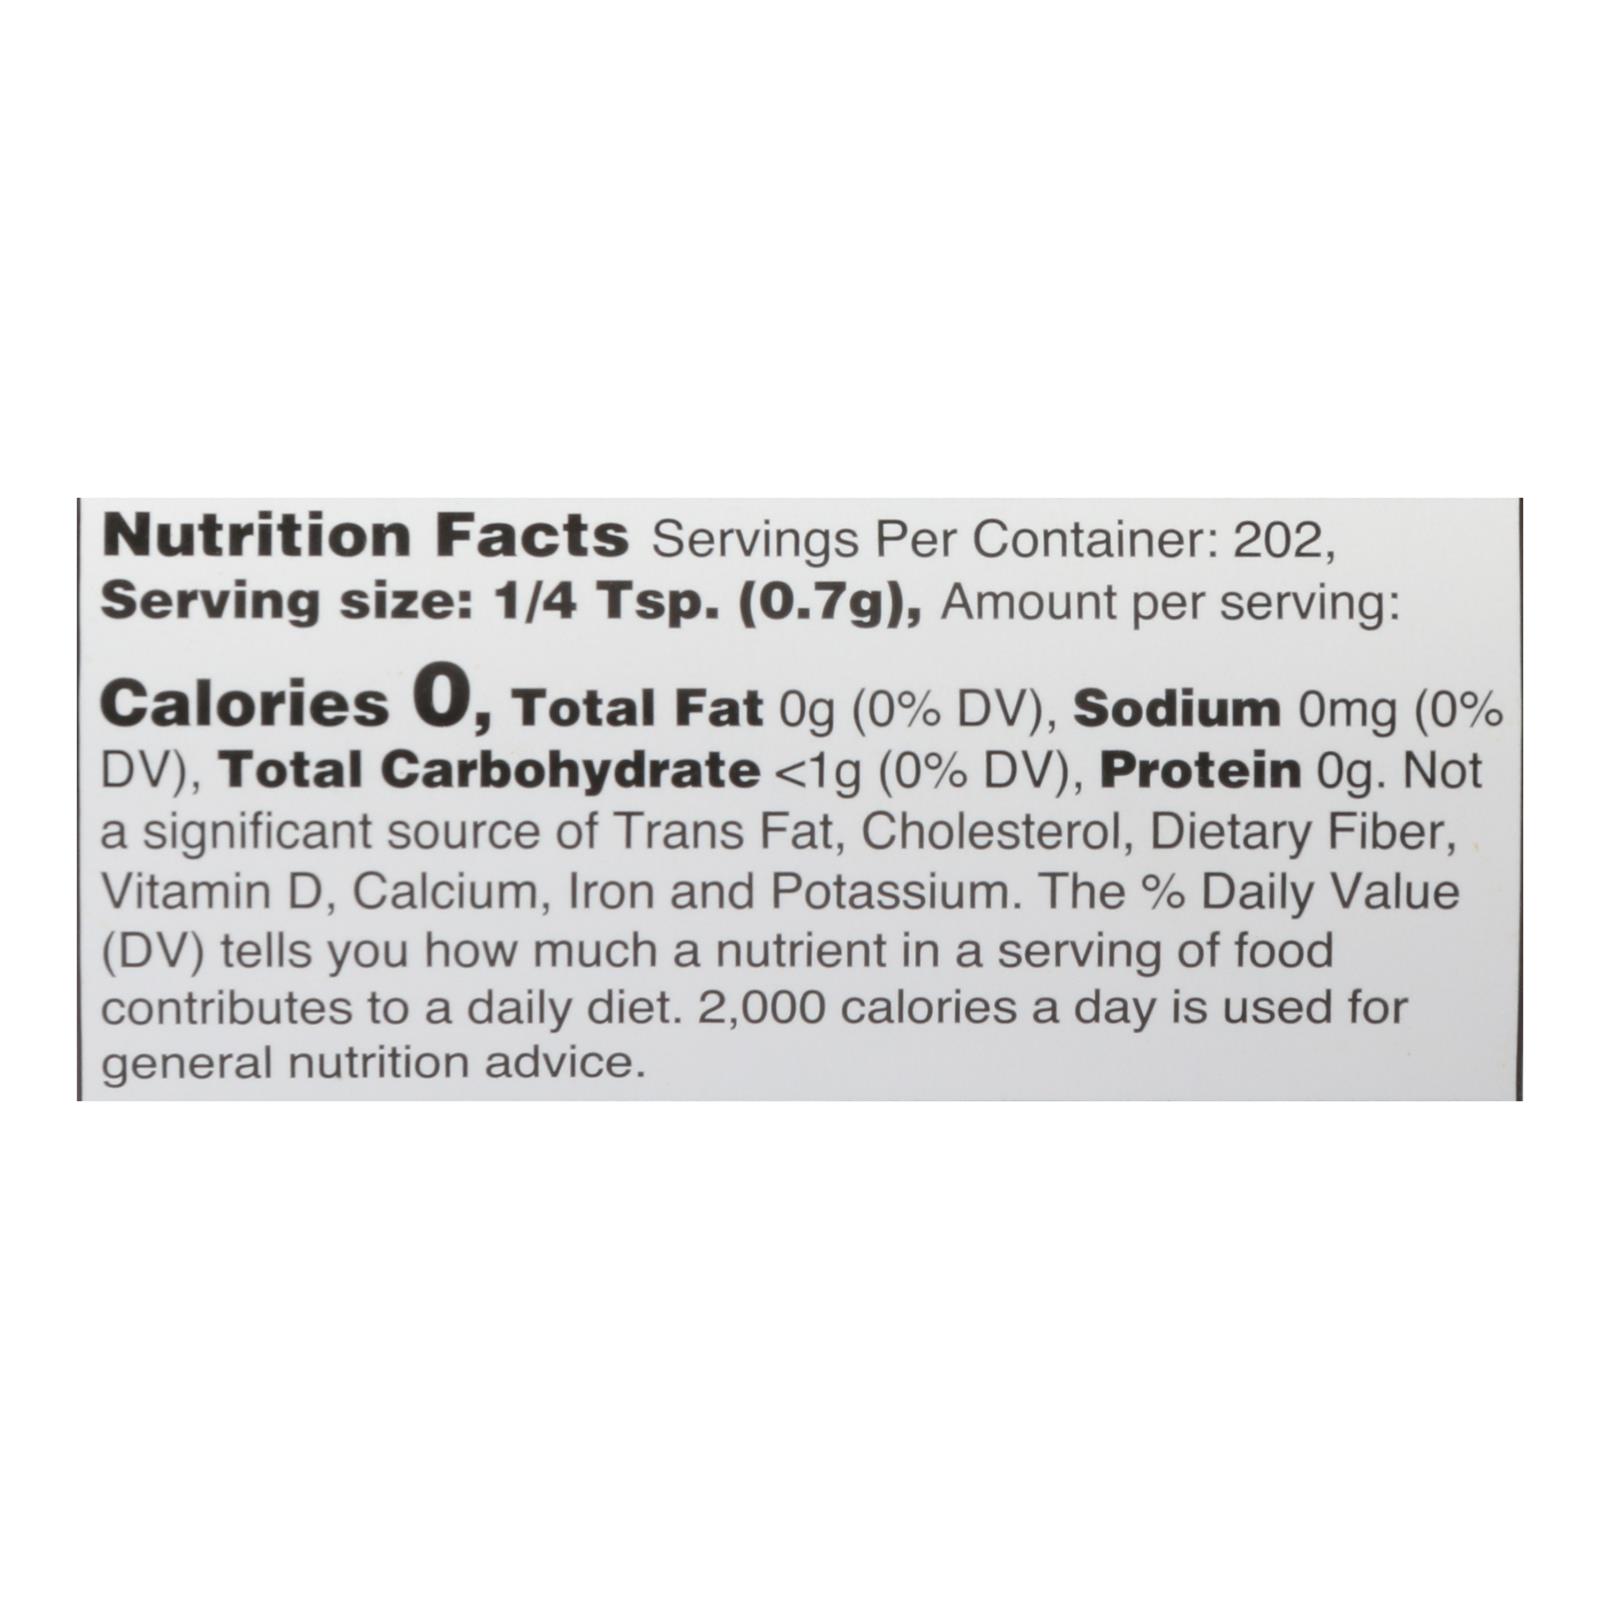 Nutrition Facts Servings Per Container: 202,
Serving size: 1/4 Tsp. (0.7g), Amount per serving:
Calories 0, Total Fat 0g (0% DV), Sodium 0mg (0%
DV), Total Carbohydrate <1g (0% DV), Protein 0g. Not
a significant source of Trans Fat, Cholesterol, Dietary Fiber,
Vitamin D, Calcium, Iron and Potassium. The % Daily Value
(DV) tells you how much a nutrient in a serving of food
contributes to a daily diet. 2,000 calories a day is used for
general nutrition advice.